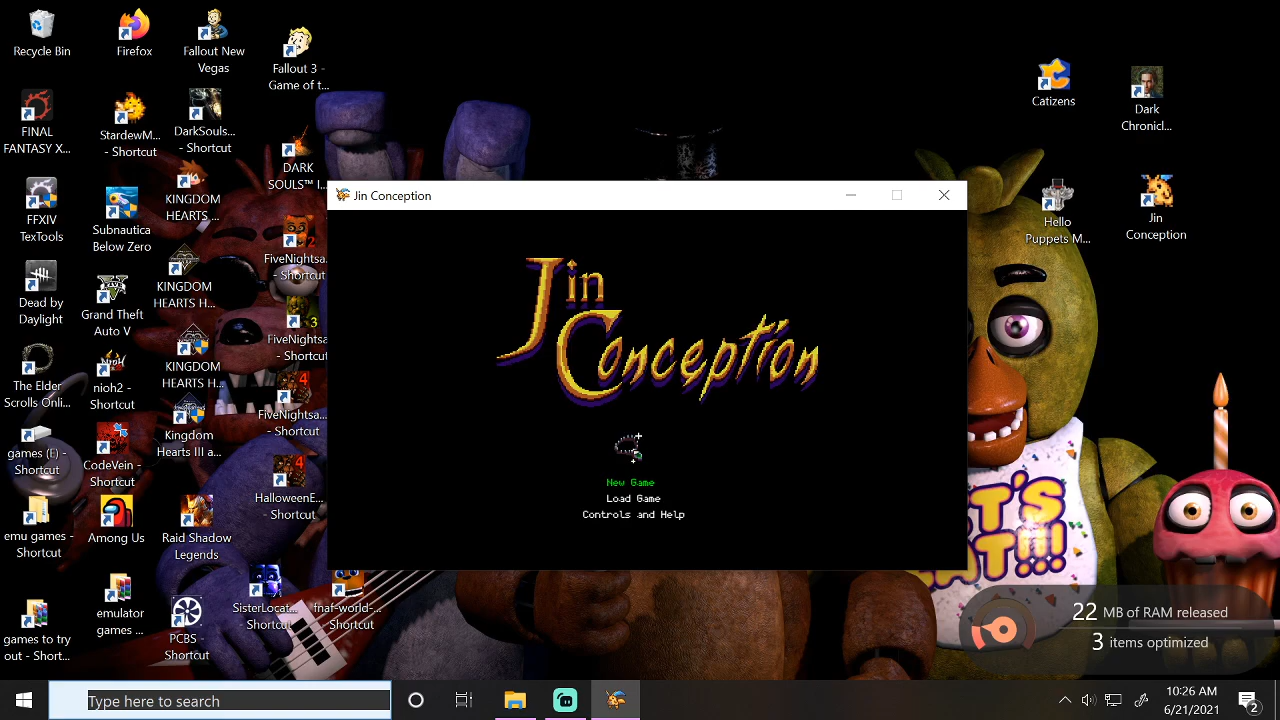 Recycle Bin
Firefox
Fallout New
Vegas
Fallout 3 -
Game of t...
FINAL
FANTASY X...
StardewM...
- Shortcut
DarkSouls...
- Shortcut
DARK
SOULS™ I...
FFXIV
TexTools
Subnautica
Below Zero
KINGDOM
HEARTS ...
2
FiveNightsa...
- Shortcut
Dead by
Daylight
V
Grand Theft
Auto V
KINGDOM
HEARTS H...
3
FiveNightsa...
- Shortcut
The Elder
Scrolls Onli...
nioh2 -
Shortcut
KINGDOM
HEARTS H...
4
FiveNightsa...
- Shortcut
games (E) -
Shortcut
CodeVein -
Shortcut
Kingdom
Hearts III a...
4
HalloweenE...
- Shortcut
emu games -
Shortcut
Among Us
Raid Shadow
Legends
games to try
out - Short...
emulator
games ...
PCBS -
Shortcut
SisterLocat...
- Shortcut
fnaf-world-...
Shortcut
Jin Conception
Jin
Conception
New Game
Load Game
Controls and Help
Catizens
Dark
Chronicl...
Hello
Puppets M...
Jin
Conception
22 MB of RAM released
3 items optimized
Type here to search
10:26 AM
6/21/2021
2